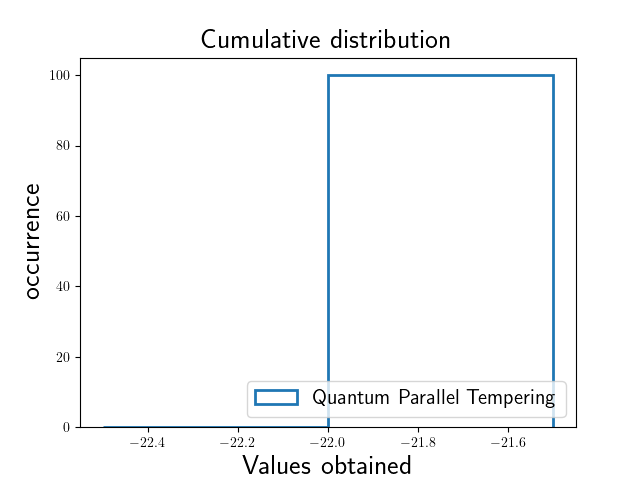 Cumulative distribution
100
80
60
40
20
0
occurrence
Quantum Parallel Tempering
−22.4 −22.2 −22.0 −21.8 −21.6
Values obtained